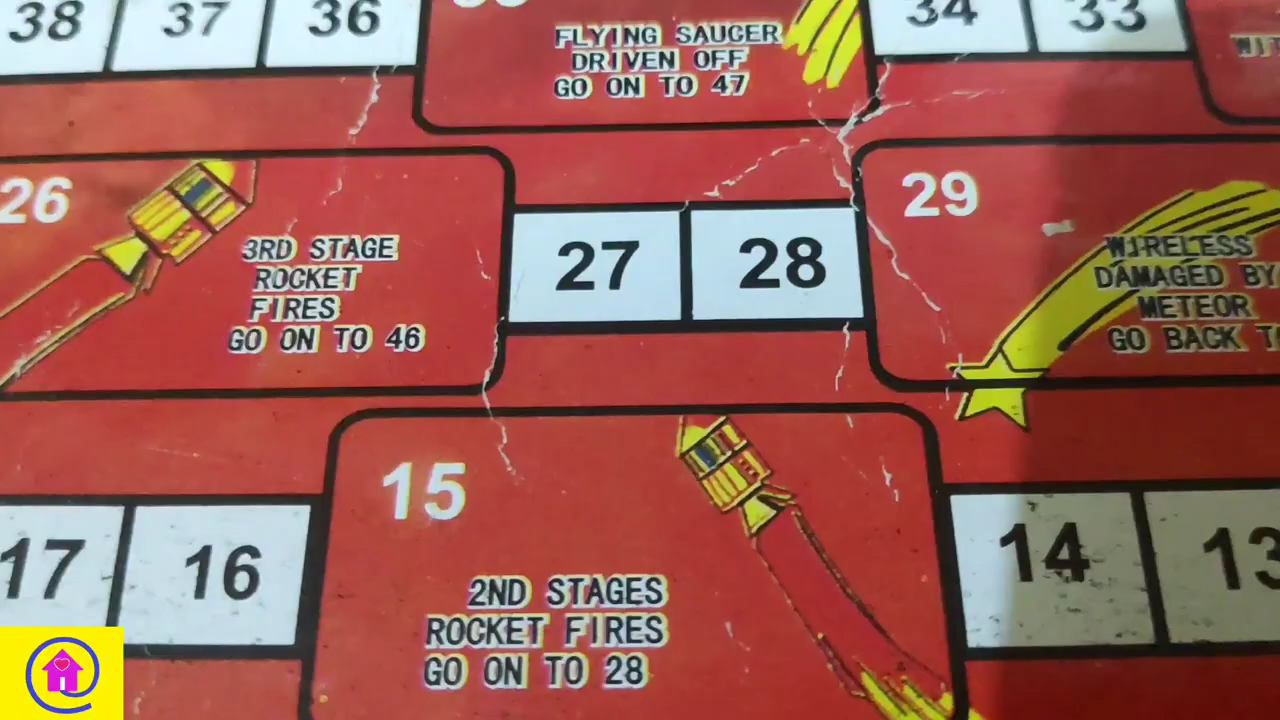 38 37 36
FLYING SAUCER
DRIVEN OFF
GO ON TO 47
34 33
26
3RD STAGE
ROCKET
FIRES
GO ON TO 46
27 28
29
WIRELESS
DAMAGED BY
METEOR
GO BACK
17 16
15
2ND STAGES
ROCKET FIRES
GO ON TO 28
14 13